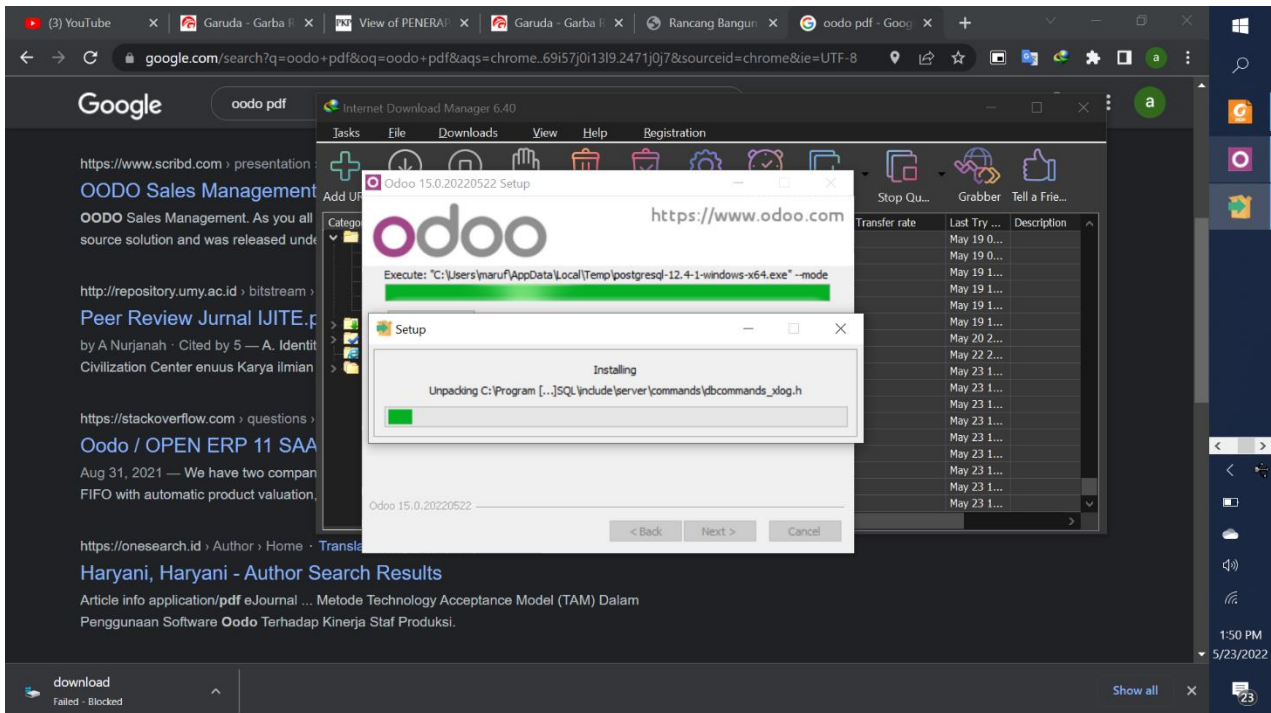 (3) YouTube
Garuda - Garba R
PKT View of PENERAP
Garuda - Garba R
Rancang Bangun
oodo pdf - Goog
google.com/search?q=oodo+pdf&oq=oodo+pdf&aqs=chrome..69i57j0i13l9.2471j0j7&sourceid=chrome&ie=UTF-8
a
Google
oodo pdf
a
https://www.scribd.com › presentation
OODO Sales Management
OODO Sales Management. As you all
source solution and was released unde
http://repository.umy.ac.id › bitstream ›
Peer Review Jurnal IJITE.p
by A Nurjanah · Cited by 5 — A. Identit
Civilization Center enuus Karya ilmian
https://stackoverflow.com › questions ›
Oodo / OPEN ERP 11 SAA
Aug 31, 2021 — We have two compan
FIFO with automatic product valuation,
https://onesearch.id › Author › Home · Transla
Haryani, Haryani - Author Search Results
Article info application/pdf eJournal ... Metode Technology Acceptance Model (TAM) Dalam
Penggunaan Software Oodo Terhadap Kinerja Staf Produksi.
Internet Download Manager 6.40
Tasks File Downloads View Help Registration
Add UR
Stop Qu...
Grabber
Tell a Frie...
Catego
Transfer rate
Last Try ...
Description
May 19 0...
May 19 0...
May 19 1...
May 19 1...
May 19 1...
May 19 1...
May 20 2...
May 22 2...
May 23 1...
May 23 1...
May 23 1...
May 23 1...
May 23 1...
May 23 1...
May 23 1...
May 23 1...
May 23 1...
Odoo 15.0.20220522 Setup
odoo
https://www.odoo.com
Execute: "C:\Users\maruf\AppData\Local\Temp\postgresql-12.4-1-windows-x64.exe" --mode
Setup
Installing
Unpacking C:\Program [...]SQL\include\server\commands\dbcommands_xlog.h
Odoo 15.0.20220522
< Back
Next >
Cancel
download
Failed - Blocked
Show all
1:50 PM
5/23/2022
23